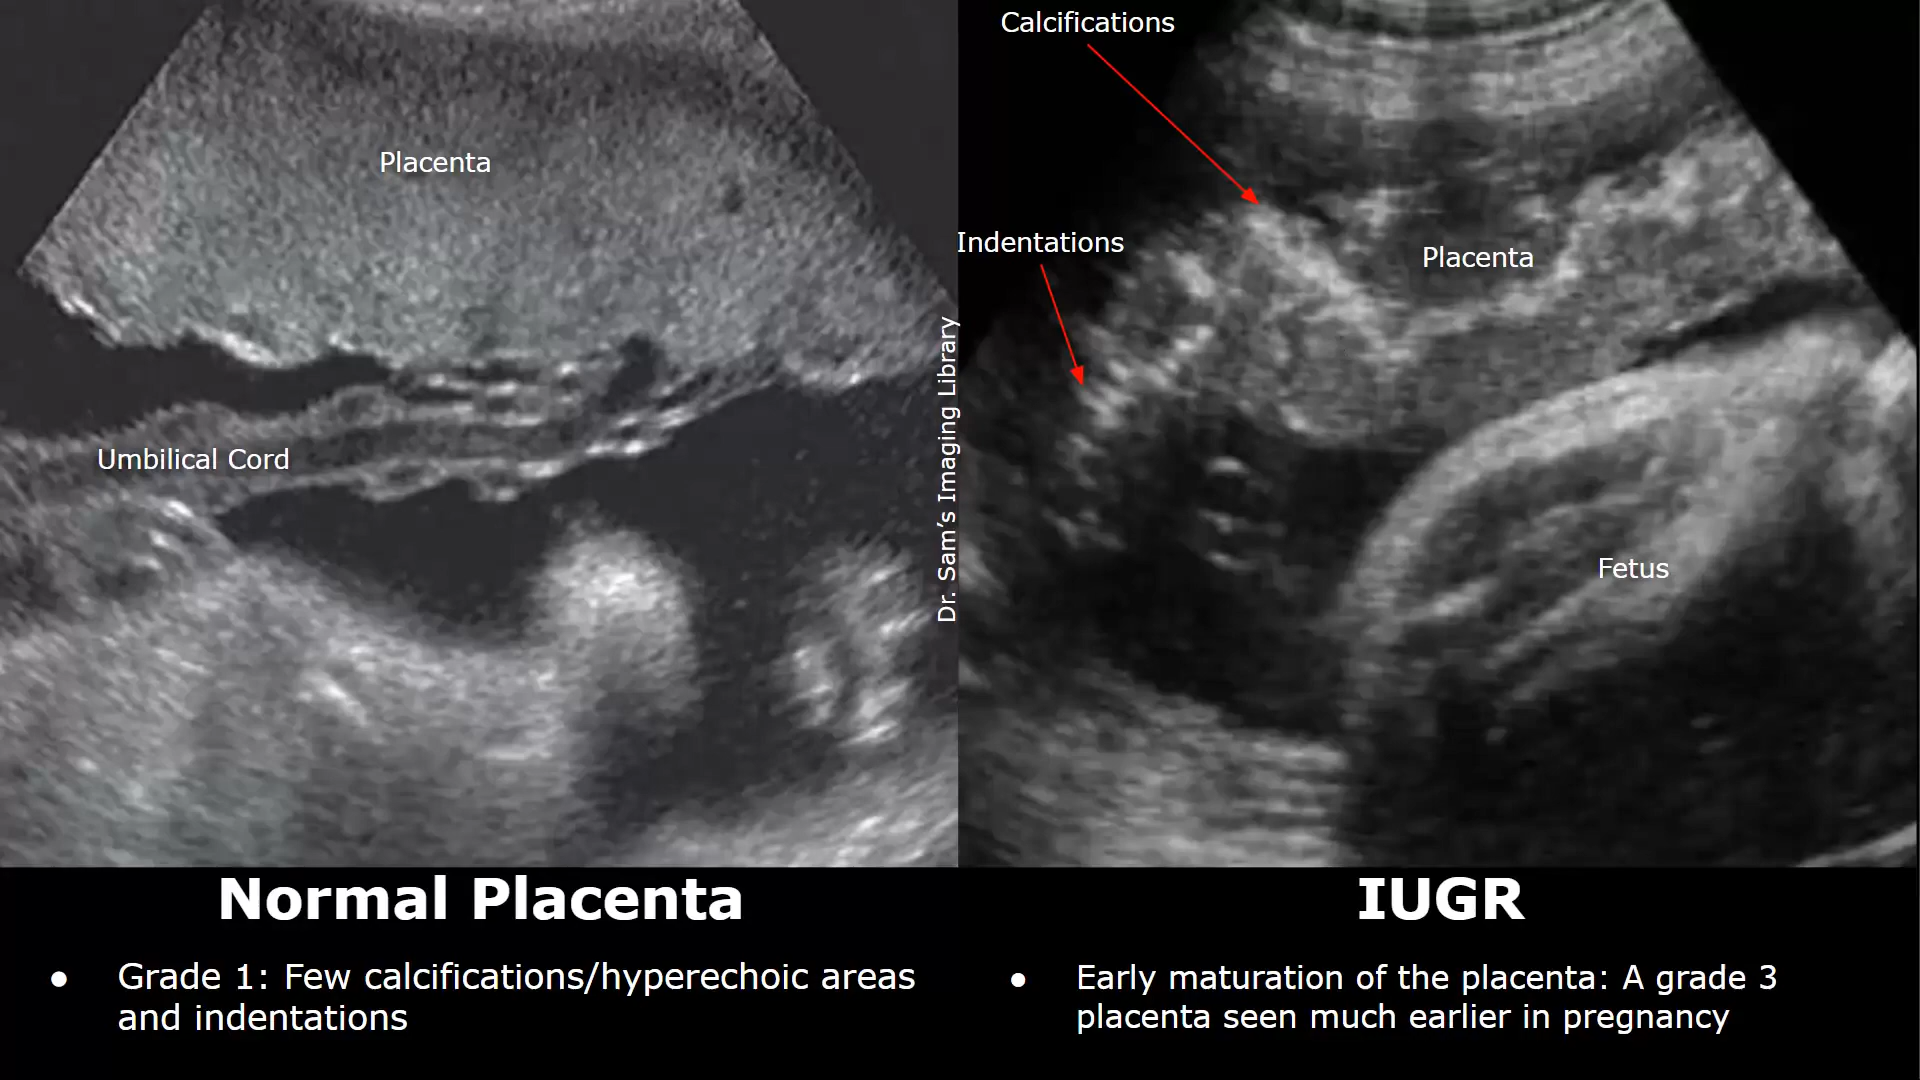 Calcifications
Placenta
Indentations
Placenta
Umbilical Cord
Dr. Sam’s Imaging Library
Fetus
Normal Placenta
● Grade 1: Few calcifications/hyperechoic areas
and indentations
IUGR
● Early maturation of the placenta: A grade 3
placenta seen much earlier in pregnancy